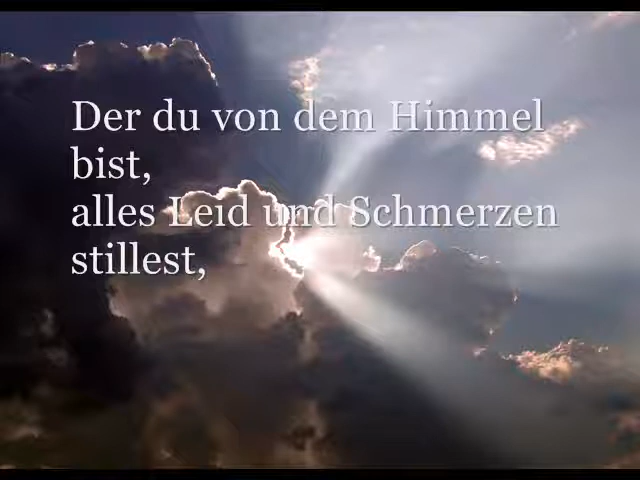 Der du von dem Himmel
bist,
alles Leid und Schmerzen
stillest,